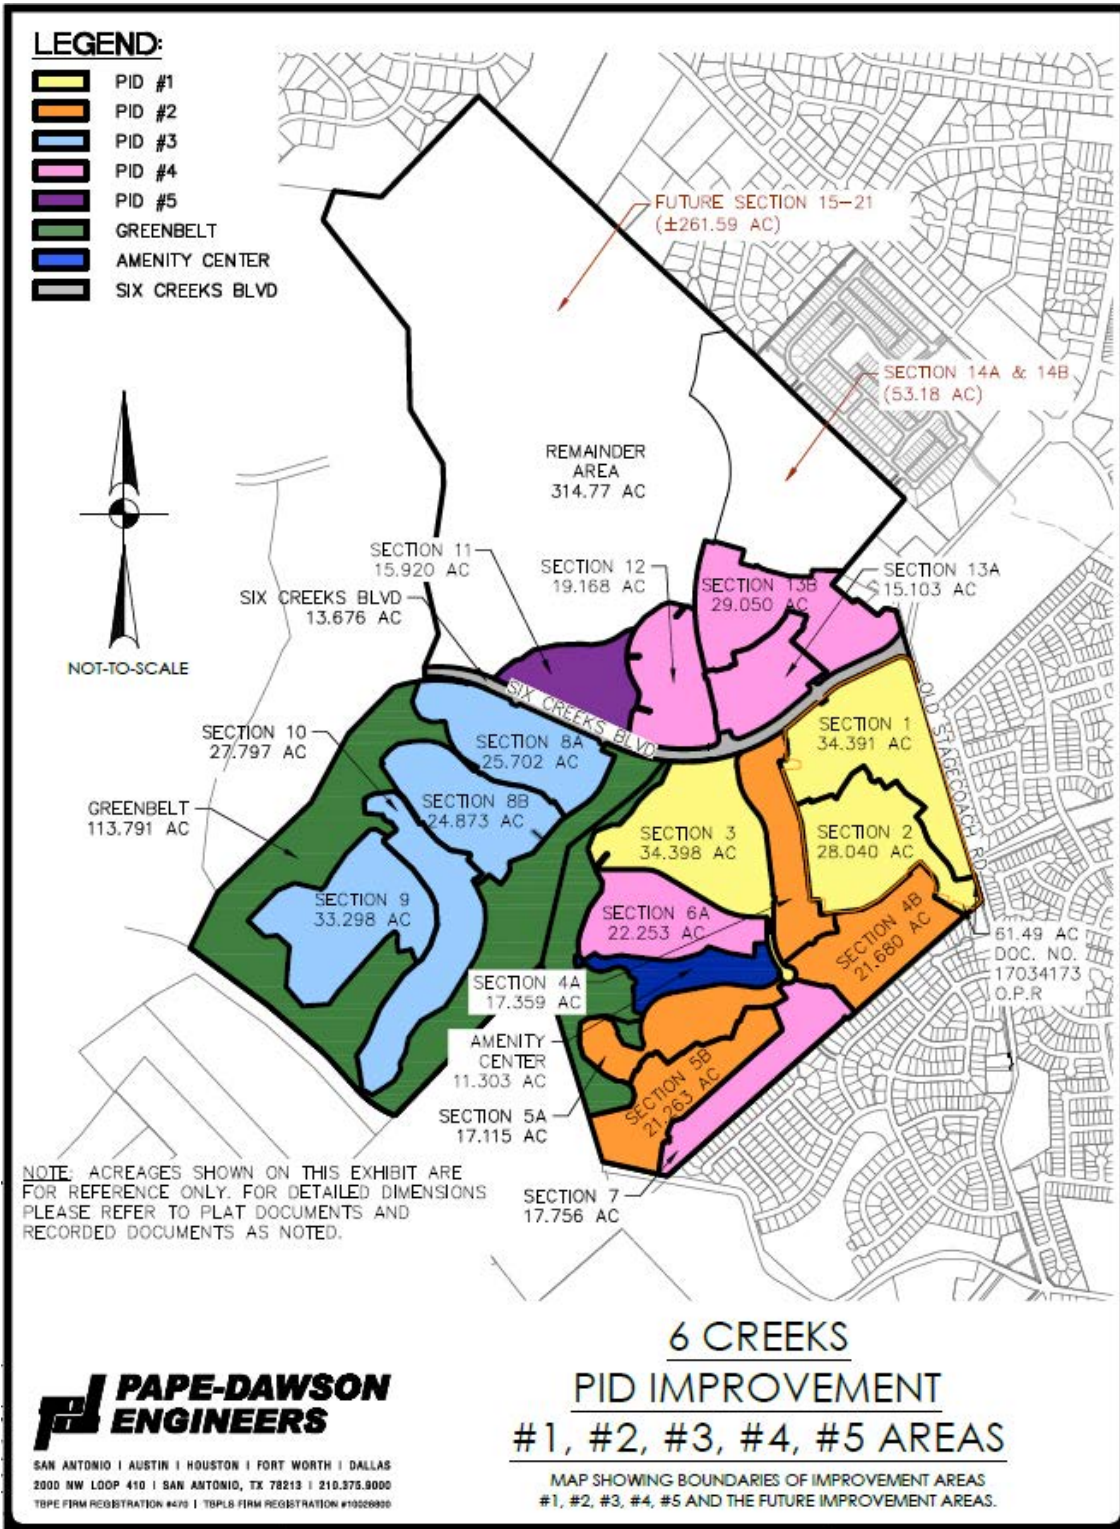 LEGEND:
PID #1
PID #2
PID #3
PID #4
PID #5
GREENBELT
AMENITY CENTER
SIX CREEKS BLVD
FUTURE SECTION 15-21
(±261.59 AC)
SECTION 14A & 14B
(53.18 AC)
REMAINDER
AREA
314.77 AC
NOT-TO-SCALE
SECTION 11
15.920 AC
SECTION 12
19.168 AC
SECTION 13B
29.050 AC
SECTION 13A
15.103 AC
SIX CREEKS BLVD
13.676 AC
SIX CREEKS BLVD
OLD STAGECOACH RD
SECTION 10
27.797 AC
SECTION 8A
25.702 AC
SECTION 1
34.391 AC
GREENBELT
113.791 AC
SECTION 8B
24.873 AC
SECTION 3
34.398 AC
SECTION 2
28.040 AC
SECTION 9
33.298 AC
SECTION 6A
22.253 AC
SECTION 4B
21.680 AC
61.49 AC
DOC. NO.
17034173
O.P.R
SECTION 4A
17.359 AC
AMENITY
CENTER
11.303 AC
SECTION 5A
17.115 AC
SECTION 5B
21.263 AC
SECTION 7
17.756 AC
NOTE: ACREAGES SHOWN ON THIS EXHIBIT ARE
FOR REFERENCE ONLY. FOR DETAILED DIMENSIONS
PLEASE REFER TO PLAT DOCUMENTS AND
RECORDED DOCUMENTS AS NOTED.
6 CREEKS
PID IMPROVEMENT
#1, #2, #3, #4, #5 AREAS
MAP SHOWING BOUNDARIES OF IMPROVEMENT AREAS
#1, #2, #3, #4, #5 AND THE FUTURE IMPROVEMENT AREAS.
PAPE-DAWSON
ENGINEERS
SAN ANTONIO I AUSTIN I HOUSTON I FORT WORTH I DALLAS
2000 NW LOOP 410 I SAN ANTONIO, TX 78213 I 210.375.9000
TBPE FIRM REGISTRATION #470 I TBPLS FIRM REGISTRATION #10028800